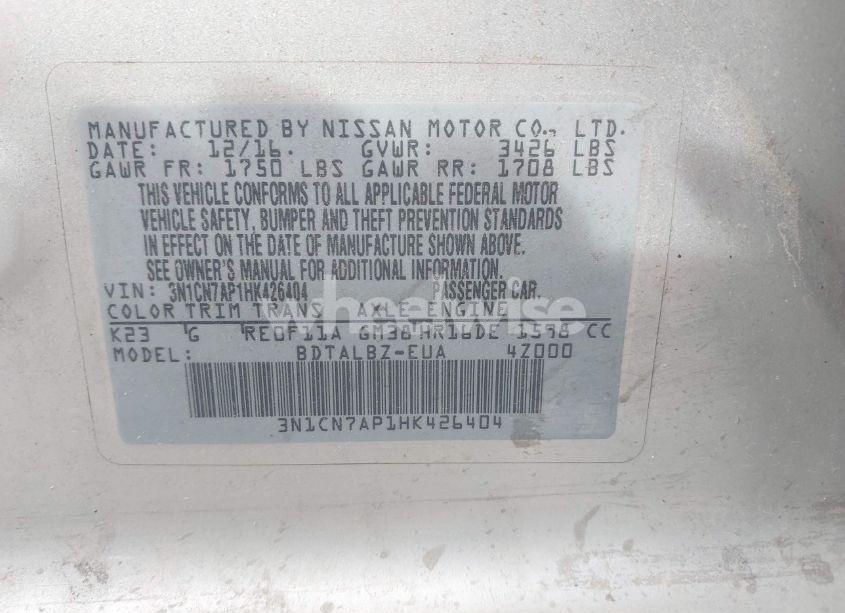 MANUFACTURED BY NISSAN MOTOR CO., LTD.
DATE: 12/16. GVWR: 3426 LBS
GAWR FR: 1750 LBS GAWR RR: 1708 LBS
THIS VEHICLE CONFORMS TO ALL APPLICABLE FEDERAL MOTOR
VEHICLE SAFETY, BUMPER AND THEFT PREVENTION STANDARDS
IN EFFECT ON THE DATE OF MANUFACTURE SHOWN ABOVE.
SEE OWNER'S MANUAL FOR ADDITIONAL INFORMATION.
VIN: 3N1CN7AP1HK426404 PASSENGER CAR.
COLOR TRIM TRANS AXLE ENGINE
K23 G RE0F11A GM38 HR16DE 1598 CC
MODEL: BDTALBZ-EUA 4Z000
3N1CN7AP1HK426404